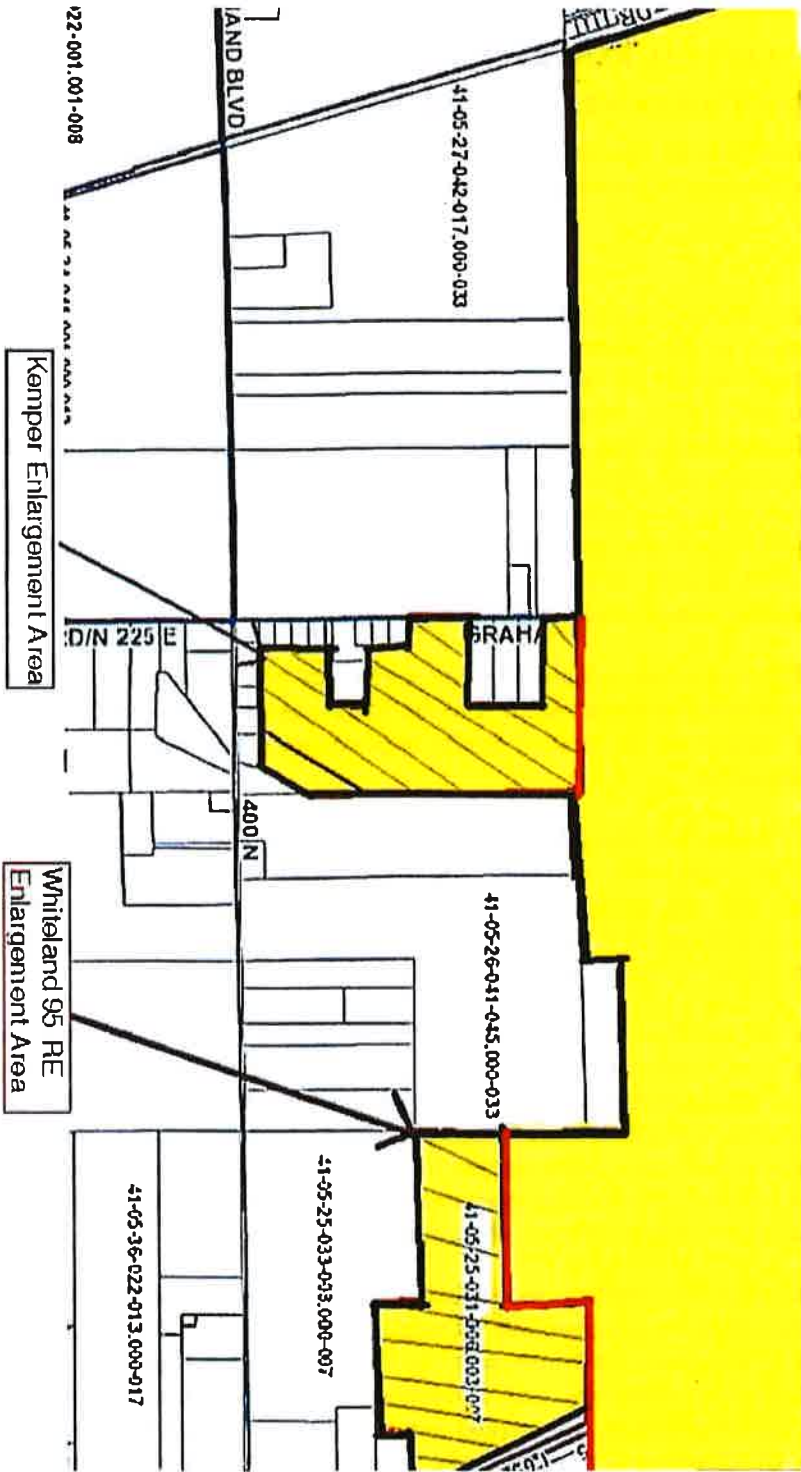 41-05-27-042-017.000-033
AND BLVD
022-001.001-008
GRAHA
D/N 225 E
400 N
41-05-26-041-045.000-033
41-05-25-033-033.000-007
41-05-36-022-013.000-017
Kemper Enlargement Area
Whiteland 95 RE
Enlargement Area